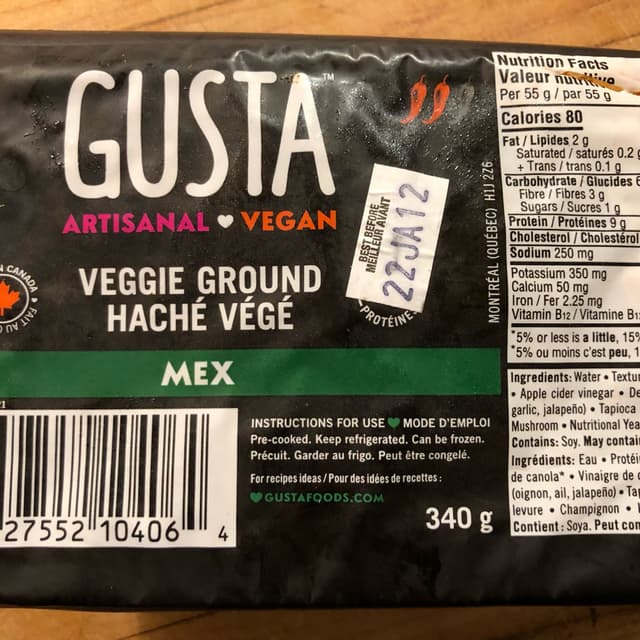 GUSTA™
ARTISANAL ♥ VEGAN
VEGGIE GROUND
HACHÉ VÉGÉ
MEX
CANADA
FAIT AU
BEST BEFORE
MEILLEUR AVANT
22JA12
PROTÉINE
MONTRÉAL (QUÉBEC) H1J 2Z6
INSTRUCTIONS FOR USE ♥ MODE D'EMPLOI
Pre-cooked. Keep refrigerated. Can be frozen.
Précuit. Garder au frigo. Peut être congelé.
For recipes ideas / Pour des idées de recettes :
♥ GUSTAFOODS.COM
340 g
27552 10406 4
Nutrition Facts
Valeur nutritive
Per 55 g / par 55 g
Calories 80
Fat / Lipides 2 g
Saturated / saturés 0.2 g
+ Trans / trans 0.1 g
Carbohydrate / Glucides
Fibre / Fibres 3 g
Sugars / Sucres 1 g
Protein / Protéines 9 g
Cholesterol / Cholestérol
Sodium 250 mg
Potassium 350 mg
Calcium 50 mg
Iron / Fer 2.25 mg
Vitamin B12 / Vitamine B12
*5% or less is a little, 15%
*5% ou moins c'est peu, 1
Ingredients: Water • Textu
• Apple cider vinegar • De
garlic, jalapeño) • Tapioca
Mushroom • Nutritional Yea
Contains: Soy. May contai
Ingrédients: Eau • Protéi
de canola* • Vinaigre de c
(oignon, ail, jalapeño) • Ta
levure • Champignon •
Contient : Soya. Peut con